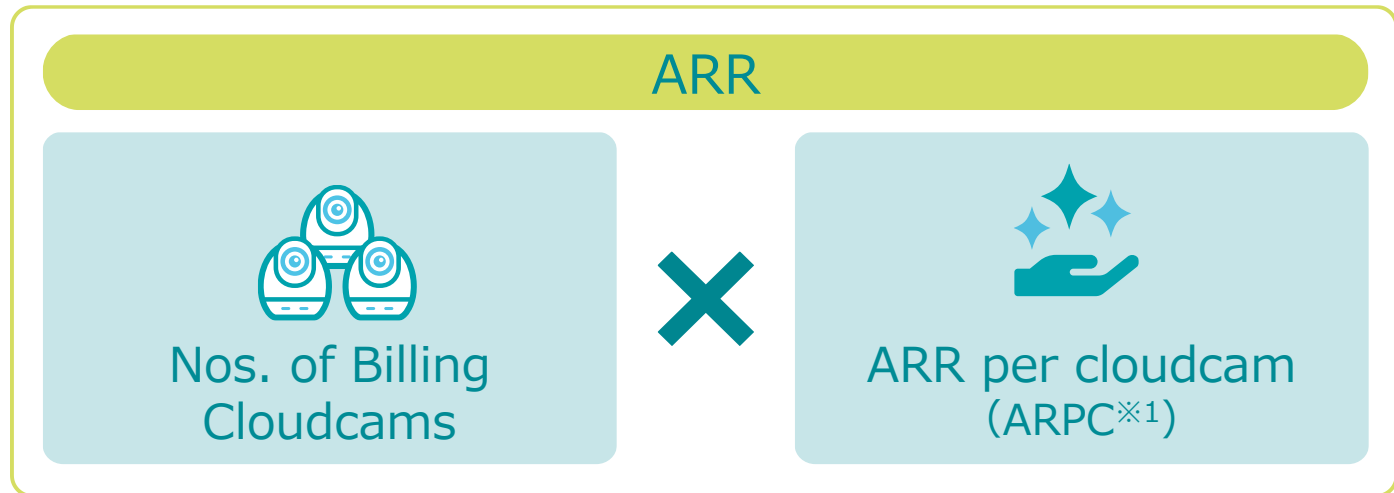 ARR
Nos. of Billing
Cloudcams
ARR per cloudcam
(ARPC※1)